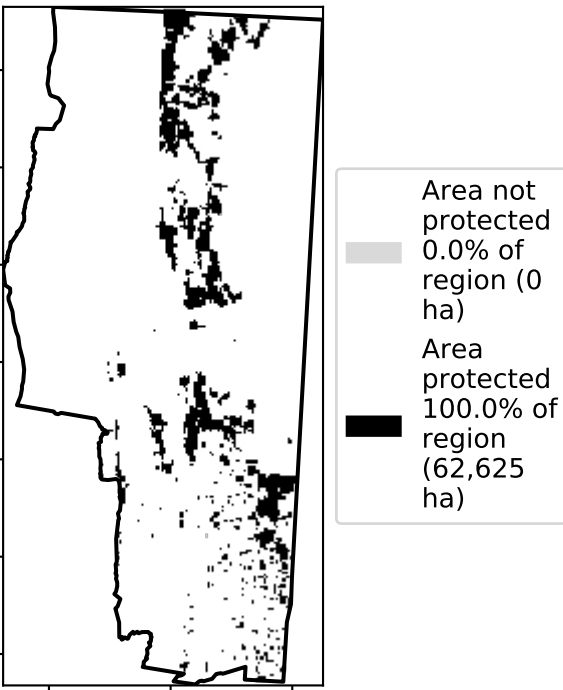 Area not
protected
0.0% of
region (0
ha)
Area
protected
100.0% of
region
(62,625
ha)